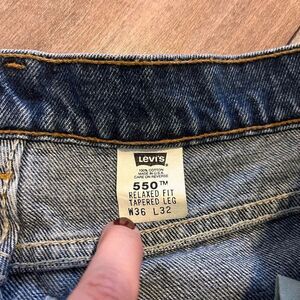 Levi's
100% COTTON
MADE IN U.S.A.
CARE ON REVERSE
550™
RELAXED FIT
TAPERED LEG
W36 L32